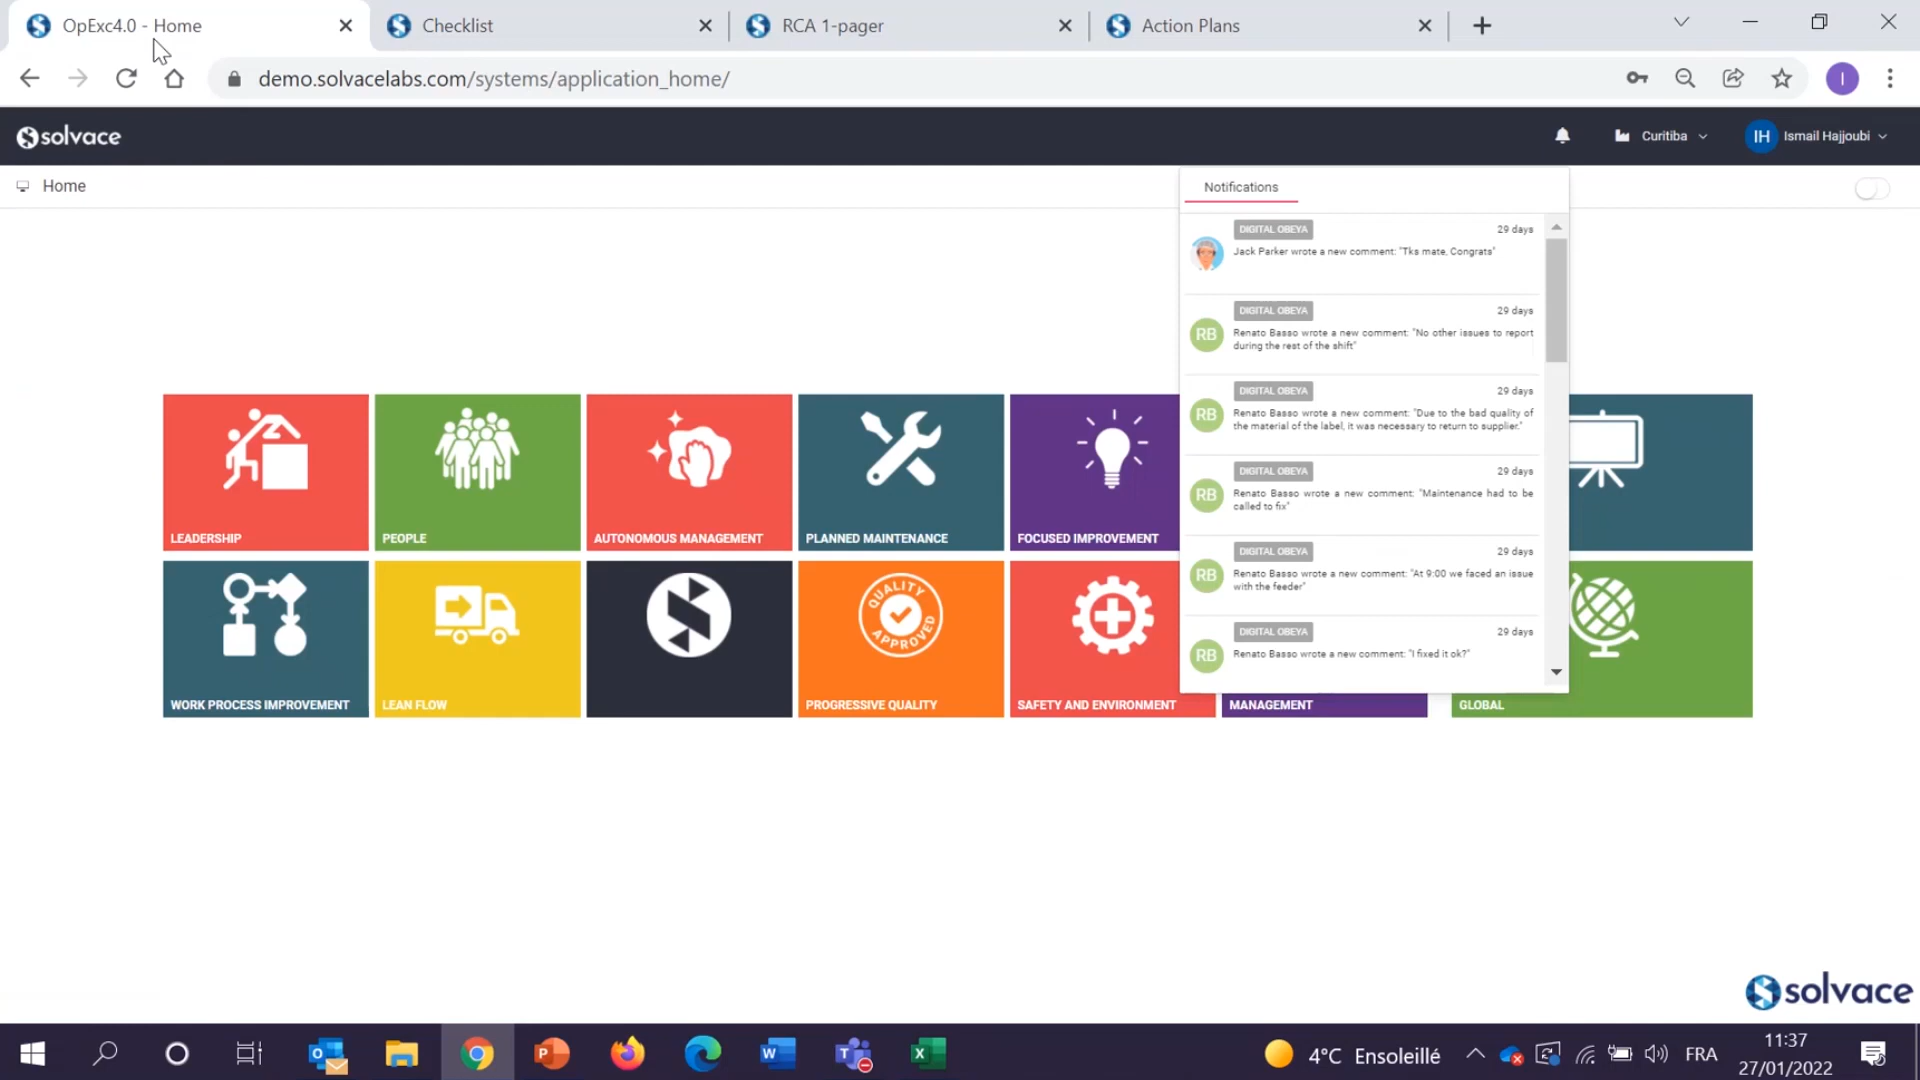 OpExc4.0 - Home
Checklist
RCA 1-pager
Action Plans
demo.solvacelabs.com/systems/application_home/
I
solvace
Curitiba
IH
Ismail Hajjoubi
Home
Notifications
DIGITAL OBEYA
29 days
Jack Parker wrote a new comment: "Tks mate, Congrats"
DIGITAL OBEYA
29 days
RB
Renato Basso wrote a new comment: "No other issues to report
during the rest of the shift"
DIGITAL OBEYA
29 days
RB
Renato Basso wrote a new comment: "Due to the bad quality of
the material of the label, it was necessary to return to supplier."
DIGITAL OBEYA
29 days
RB
Renato Basso wrote a new comment: "Maintenance had to be
called to fix"
DIGITAL OBEYA
29 days
RB
Renato Basso wrote a new comment: "At 9:00 we faced an issue
with the feeder"
DIGITAL OBEYA
29 days
RB
Renato Basso wrote a new comment: "I fixed it ok?"
LEADERSHIP
PEOPLE
AUTONOMOUS MANAGEMENT
PLANNED MAINTENANCE
FOCUSED IMPROVEMENT
WORK PROCESS IMPROVEMENT
LEAN FLOW
QUALITY
APPROVED
PROGRESSIVE QUALITY
SAFETY AND ENVIRONMENT
MANAGEMENT
GLOBAL
solvace
4°C Ensoleillé
FRA
11:37
27/01/2022